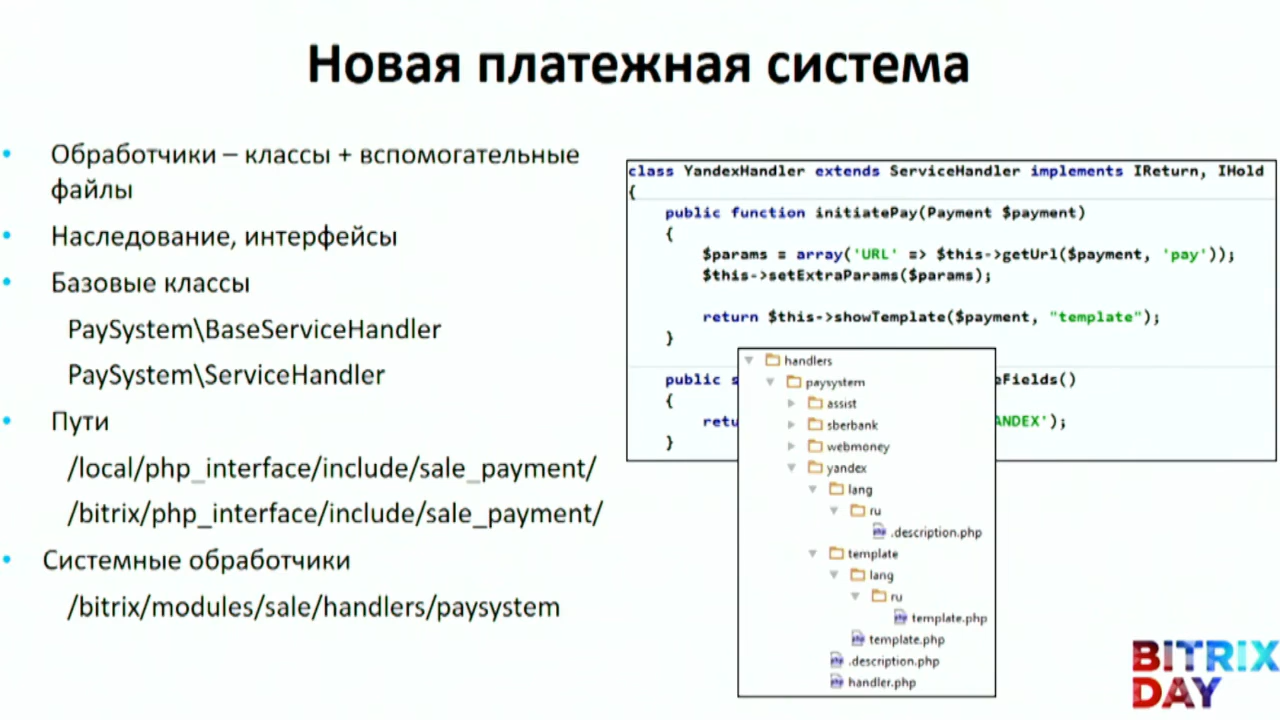 Новая платежная система
• Обработчики – классы + вспомогательные
файлы
• Наследование, интерфейсы
• Базовые классы
PaySystem\BaseServiceHandler
PaySystem\ServiceHandler
• Пути
/local/php_interface/include/sale_payment/
/bitrix/php_interface/include/sale_payment/
• Системные обработчики
/bitrix/modules/sale/handlers/paysystem
class YandexHandler extends ServiceHandler implements IReturn, IHold
{
public function initiatePay(Payment $payment)
{
$params = array('URL' => $this->getUrl($payment, 'pay'));
$this->setExtraParams($params);
return $this->showTemplate($payment, "template");
}
public s eFields()
{
retu ANDEX');
}
handlers
paysystem
assist
sberbank
webmoney
yandex
lang
ru
.description.php
template
lang
ru
template.php
template.php
.description.php
handler.php
BITRIX
DAY